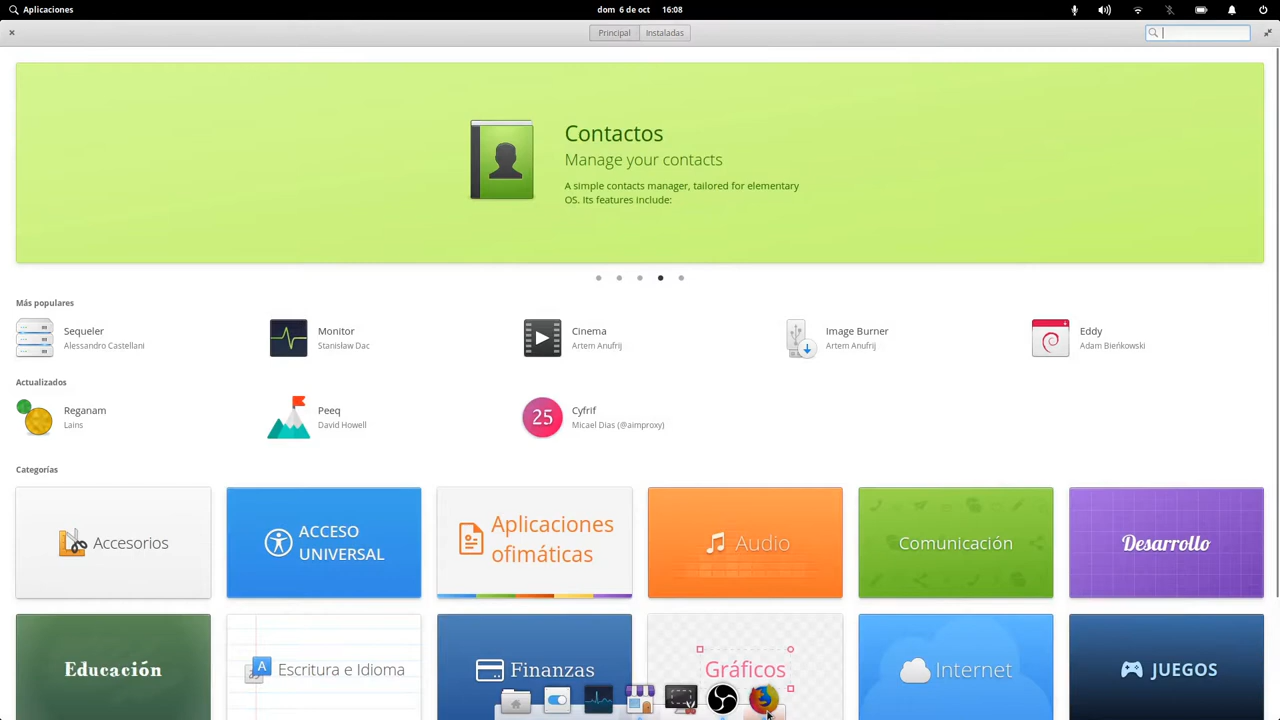 Aplicaciones
dom 6 de oct 16:08
Principal Instaladas
Contactos
Manage your contacts
A simple contacts manager, tailored for elementary
OS. Its features include:
Más populares
Sequeler
Alessandro Castellani
Monitor
Stanisław Dac
Cinema
Artem Anufrij
Image Burner
Artem Anufrij
Eddy
Adam Bieńkowski
Actualizados
Reganam
Lains
Peeq
David Howell
25
Cyfrif
Micael Dias (@aimproxy)
Categorías
Accesorios
ACCESO
UNIVERSAL
Aplicaciones
ofimáticas
Audio
Comunicación
Desarrollo
Educación
A
Escritura e Idioma
Finanzas
Gráficos
Internet
JUEGOS